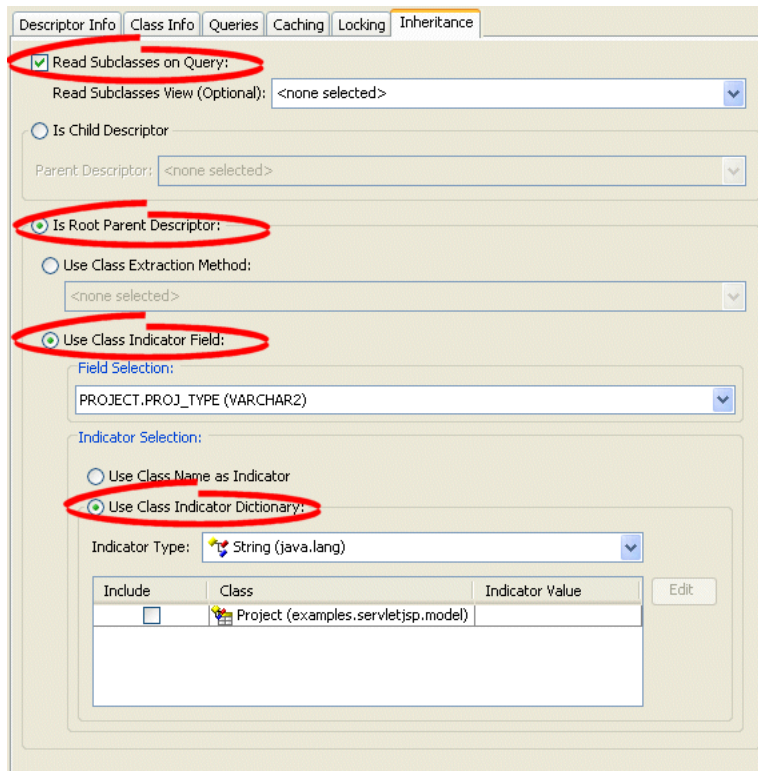 Descriptor Info Class Info Queries Caching Locking Inheritance
Read Subclasses on Query:
Read Subclasses View (Optional): <none selected>
Is Child Descriptor
Parent Descriptor: <none selected>
Is Root Parent Descriptor:
Use Class Extraction Method:
<none selected>
Use Class Indicator Field:
Field Selection:
PROJECT.PROJ_TYPE (VARCHAR2)
Indicator Selection:
Use Class Name as Indicator
Use Class Indicator Dictionary:
Indicator Type: String (java.lang)
Include Class Indicator Value Edit
Project (examples.servletjsp.model)